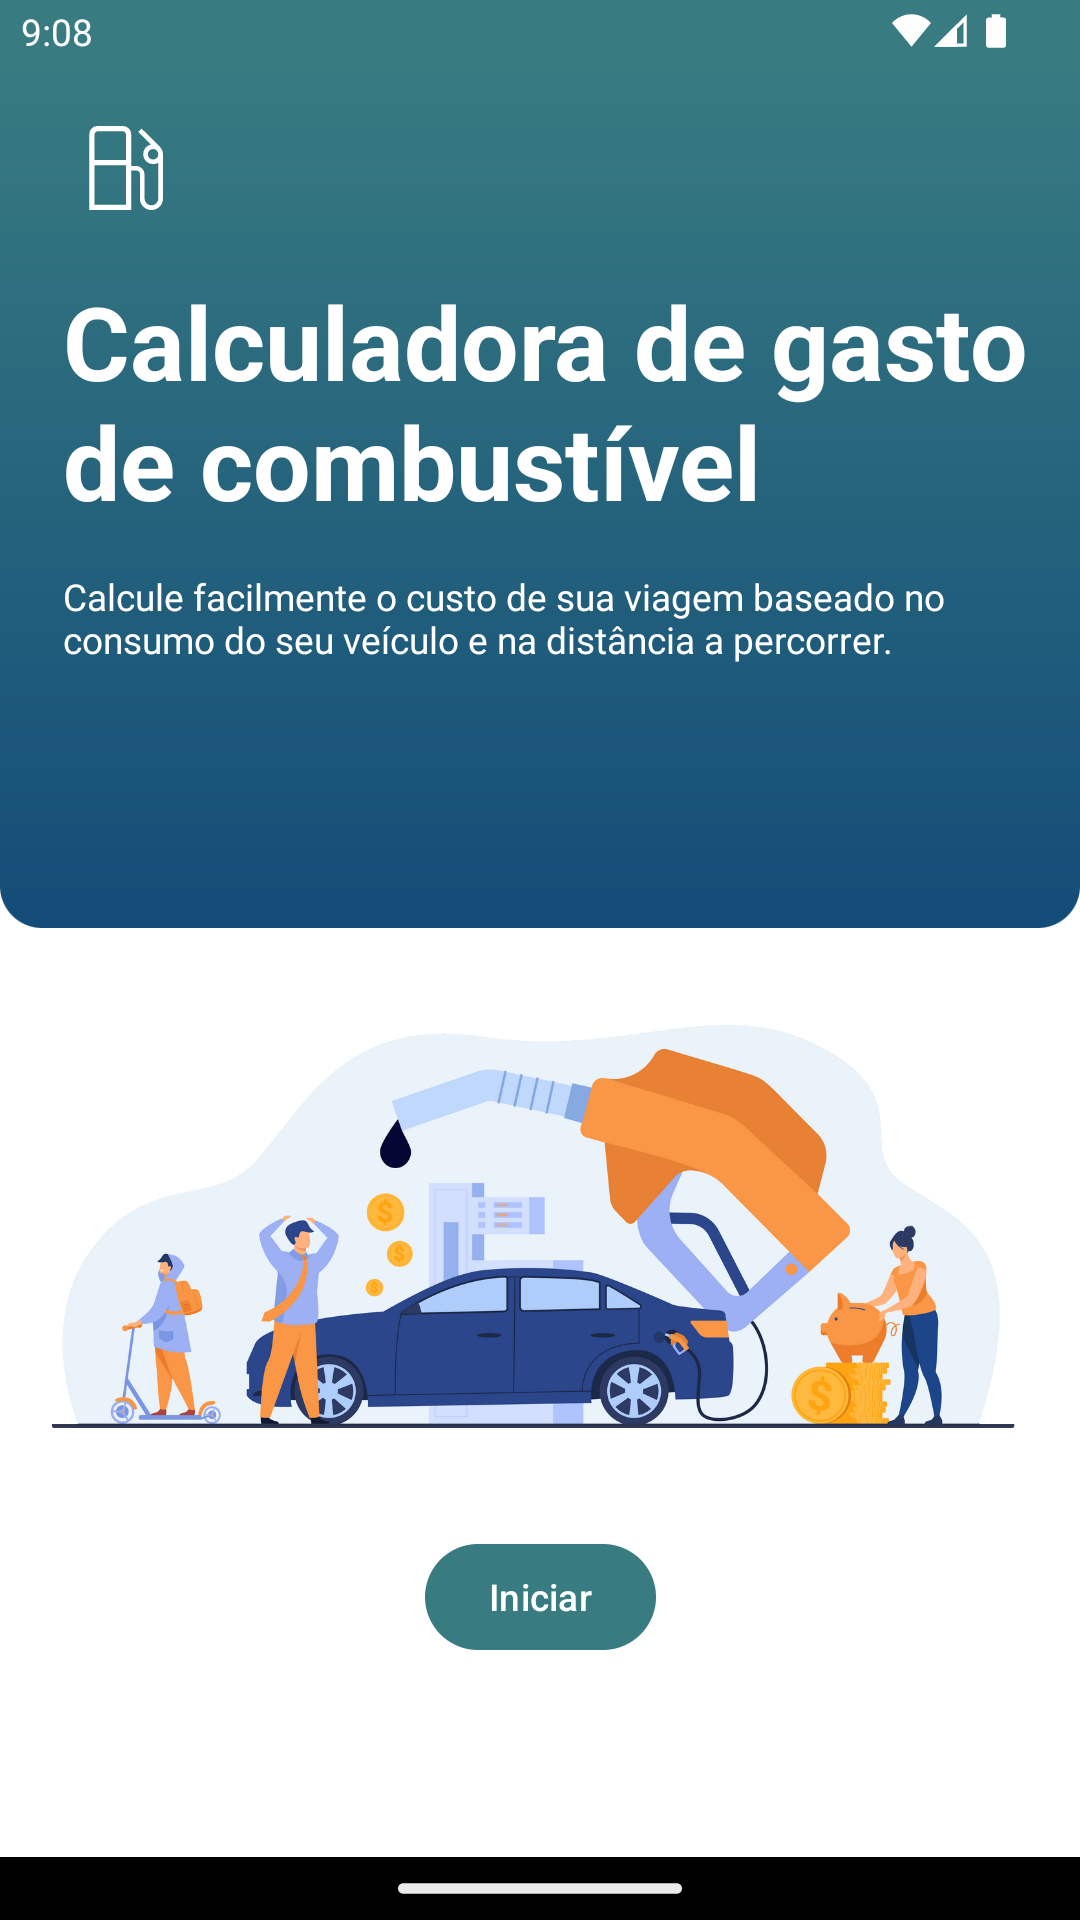 9:08
Calculadora de gasto
de combustível
Calcule facilmente o custo de sua viagem baseado no
consumo do seu veículo e na distância a percorrer.
$
$
$
$
Iniciar